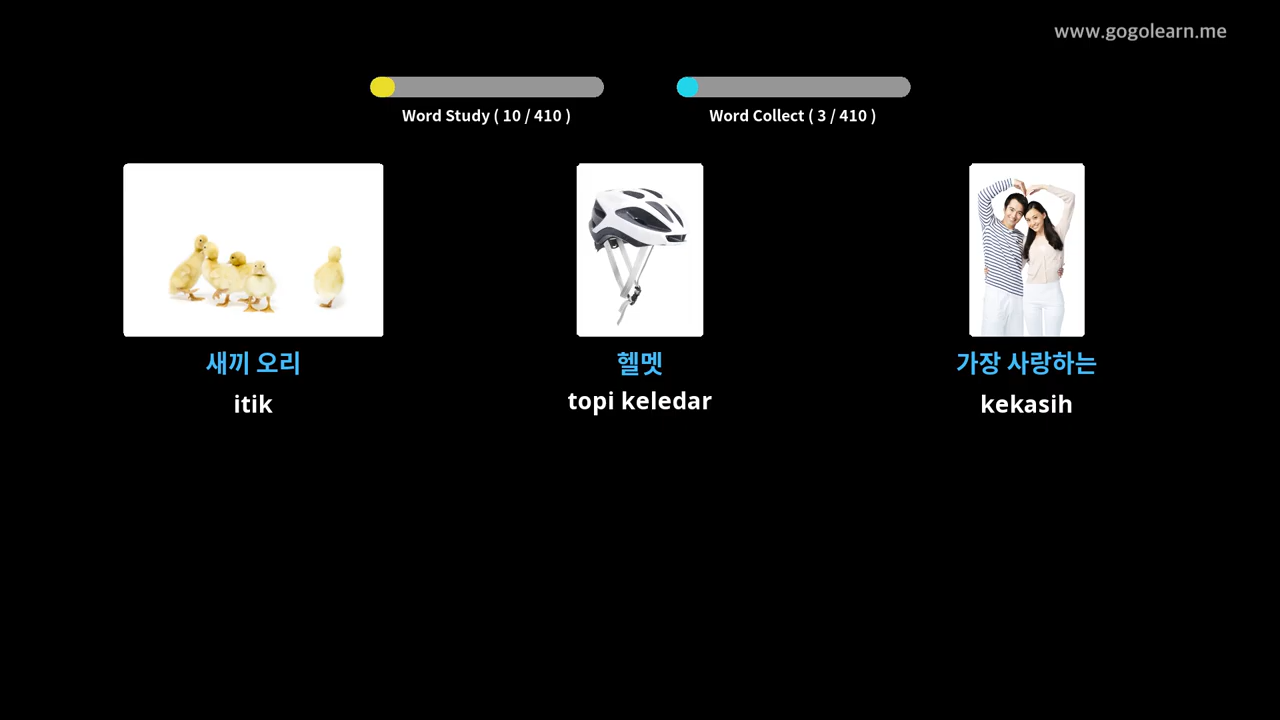 www.gogolearn.me
Word Study ( 10 / 410 )
Word Collect ( 3 / 410 )
새끼 오리
헬멧
가장 사랑하는
itik
topi keledar
kekasih